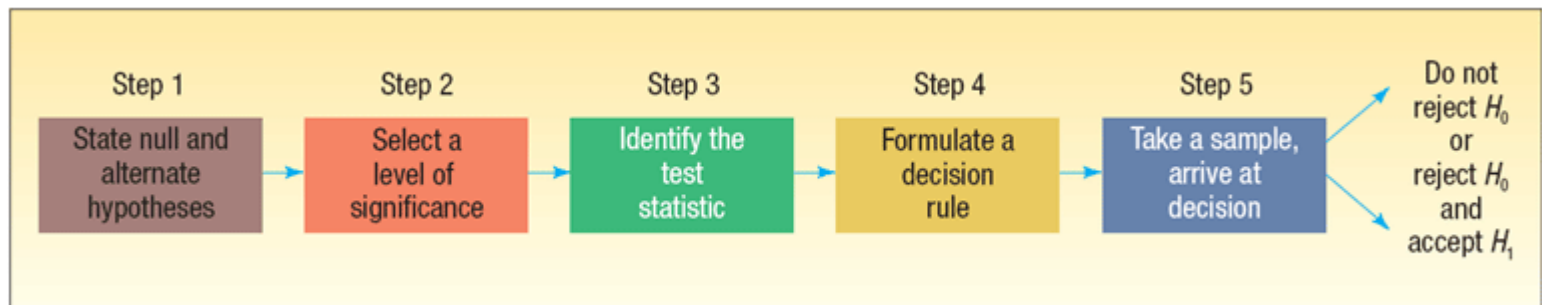 Step 1
State null and
alternate
hypotheses
Step 2
Select a
level of
significance
Step 3
Identify the
test
statistic
Step 4
Formulate a
decision
rule
Step 5
Take a sample,
arrive at
decision
Do not
reject H₀
or
reject H₀
and
accept H₁